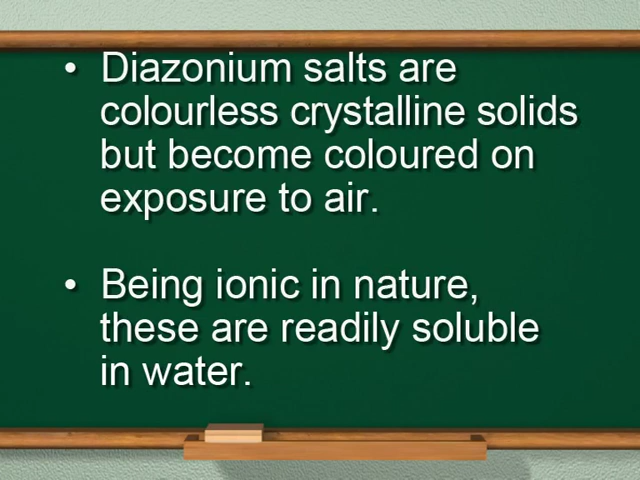 • Diazonium salts are
colourless crystalline solids
but become coloured on
exposure to air.
• Being ionic in nature,
these are readily soluble
in water.